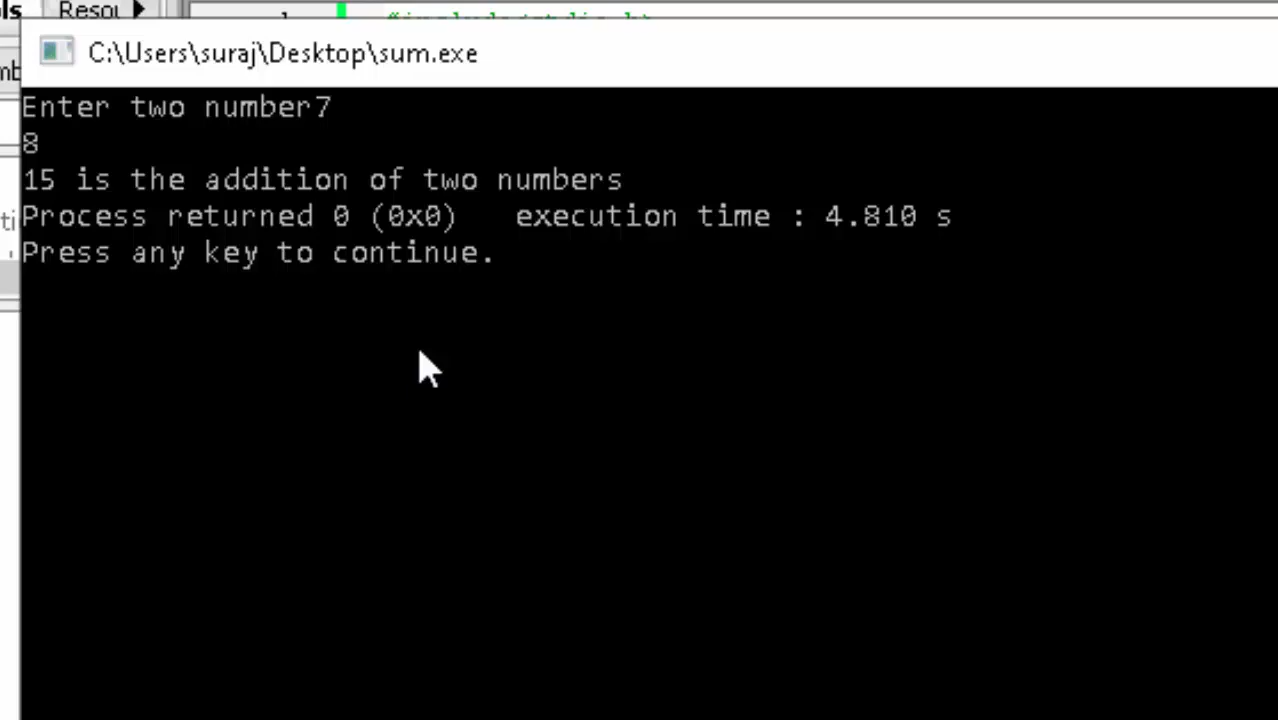 C:\Users\suraj\Desktop\sum.exe
Enter two number7
8
15 is the addition of two numbers
Process returned 0 (0x0)   execution time : 4.810 s
Press any key to continue.